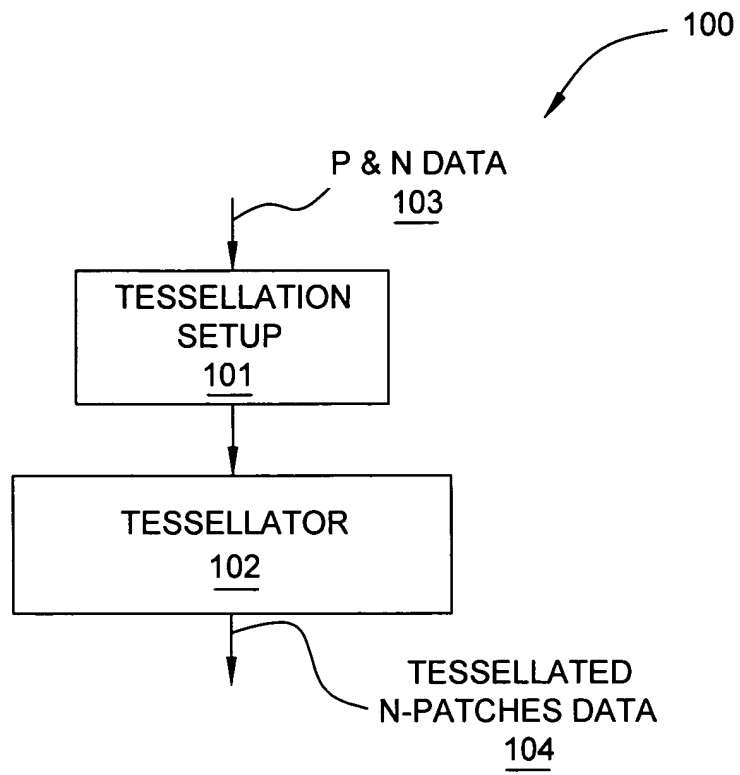 100
P & N DATA
103
TESSELLATION
SETUP
101
TESSELLATOR
102
TESSELLATED
N-PATCHES DATA
104